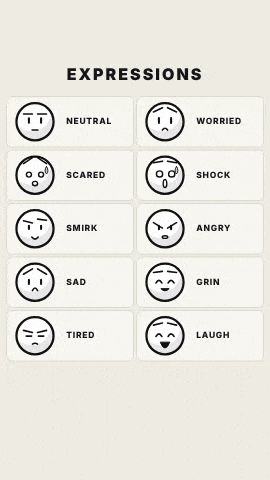 EXPRESSIONS
NEUTRAL
WORRIED
SCARED
SHOCK
SMIRK
ANGRY
SAD
GRIN
TIRED
LAUGH